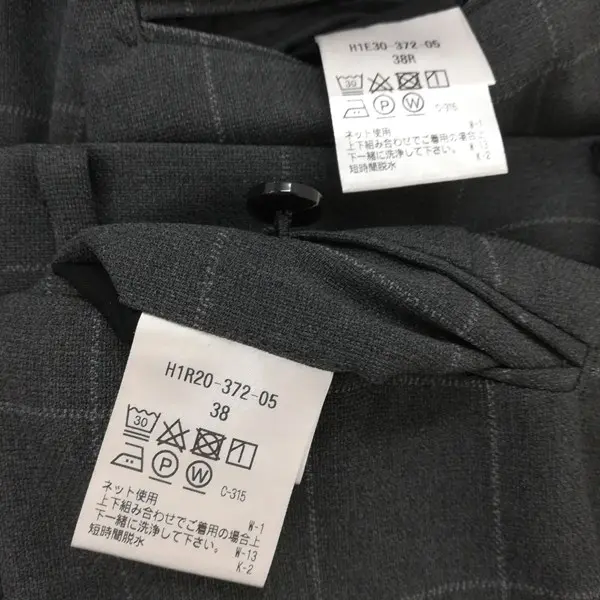 H1E30-372-05
38R
30
P W C-315
W-1
ネット使用
上下組み合わせでご着用の場合上
下一緒に洗浄して下さい。 W-13
短時間脱水 K-2
H1R20-372-05
38
30
P W C-315
ネット使用 W-1
上下組み合わせでご着用の場合上
下一緒に洗浄して下さい。 W-13
短時間脱水 K-2